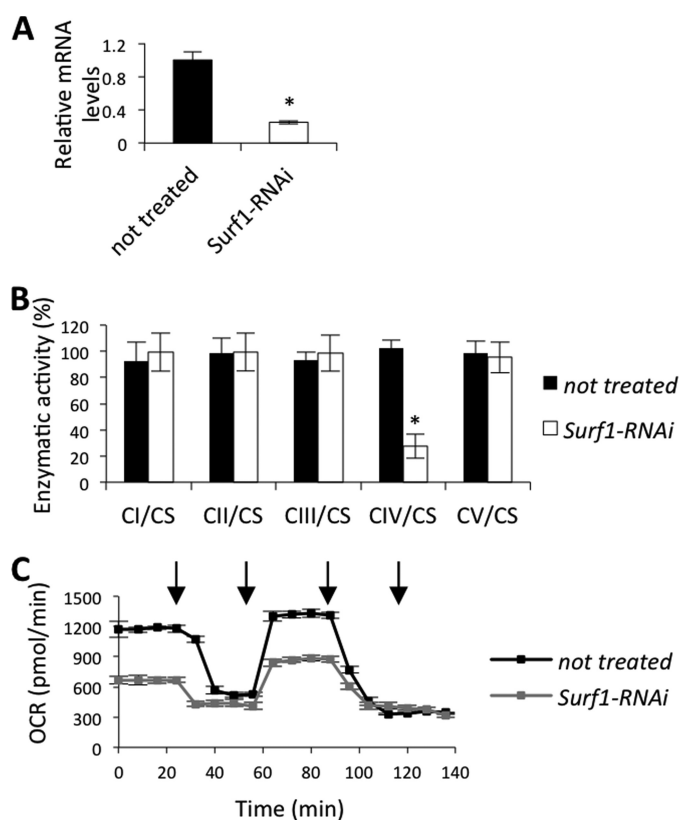 A
Relative mRNA
levels
1.2
0.8
0.4
0
*
not treated
Surf1-RNAi
B
Enzymatic activity (%)
120
100
80
60
40
20
0
*
CI/CS CII/CS CIII/CS CIV/CS CV/CS
not treated
Surf1-RNAi
C
OCR (pmol/min)
1500
1200
900
600
300
0
0 20 40 60 80 100 120 140
Time (min)
not treated
Surf1-RNAi